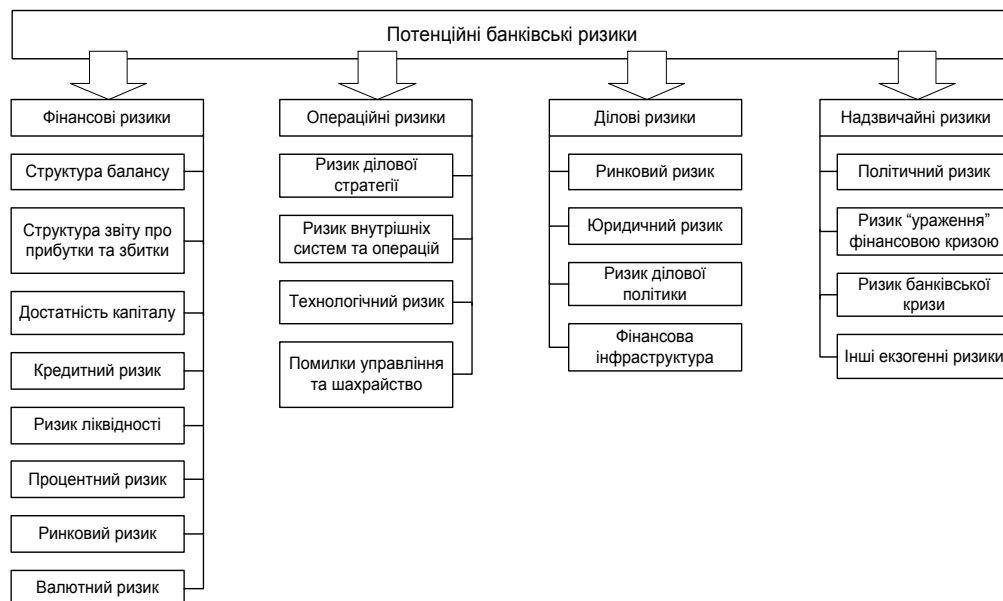 Потенційні банківські ризики
Фінансові ризики
Структура балансу
Структура звіту про
прибутки та збитки
Достатність капіталу
Кредитний ризик
Ризик ліквідності
Процентний ризик
Ринковий ризик
Валютний ризик
Операційні ризики
Ризик ділової
стратегії
Ризик внутрішніх
систем та операцій
Технологічний ризик
Помилки управління
та шахрайство
Ділові ризики
Ринковий ризик
Юридичний ризик
Ризик ділової
політики
Фінансова
інфраструктура
Надзвичайні ризики
Політичний ризик
Ризик “ураження”
фінансовою кризою
Ризик банківської
кризи
Інші екзогенні ризики